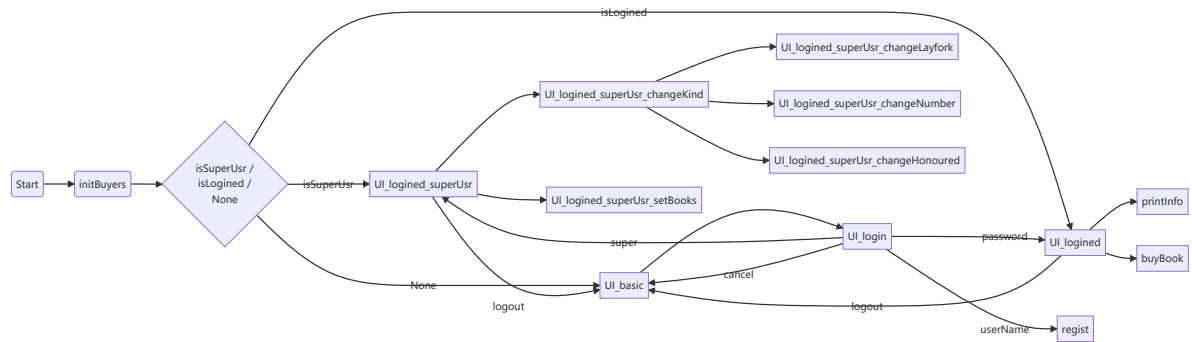 isLogined
UI_logined_superUsr_changeLayfork
UI_logined_superUsr_changeKind
UI_logined_superUsr_changeNumber
UI_logined_superUsr_changeHonoured
isSuperUsr /
isLogined /
None
Start
initBuyers
isSuperUsr
UI_logined_superUsr
UI_logined_superUsr_setBooks
printInfo
super
UI_login
password
UI_logined
buyBook
cancel
None
UI_basic
logout
logout
userName
regist